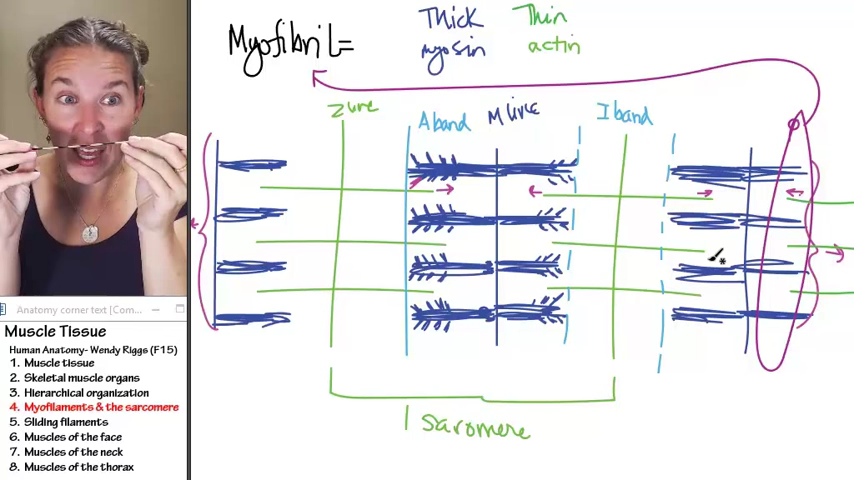 Myofibril=
Thick
myosin
Thin
actin
Z line
A band
M line
I band
1 saromere
Anatomy corner text [Com...
Muscle Tissue
Human Anatomy- Wendy Riggs (F15)
1. Muscle tissue
2. Skeletal muscle organs
3. Hierarchical organization
4. Myofilaments & the sarcomere
5. Sliding filaments
6. Muscles of the face
7. Muscles of the neck
8. Muscles of the thorax